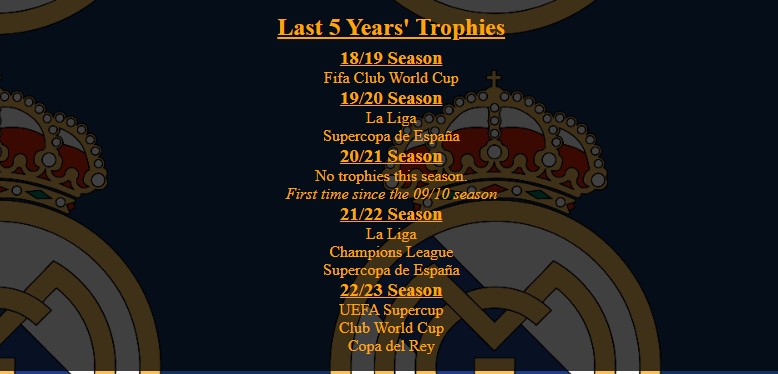 Last 5 Years' Trophies
18/19 Season
Fifa Club World Cup
19/20 Season
La Liga
Supercopa de España
20/21 Season
No trophies this season.
First time since the 09/10 season
21/22 Season
La Liga
Champions League
Supercopa de España
22/23 Season
UEFA Supercup
Club World Cup
Copa del Rey